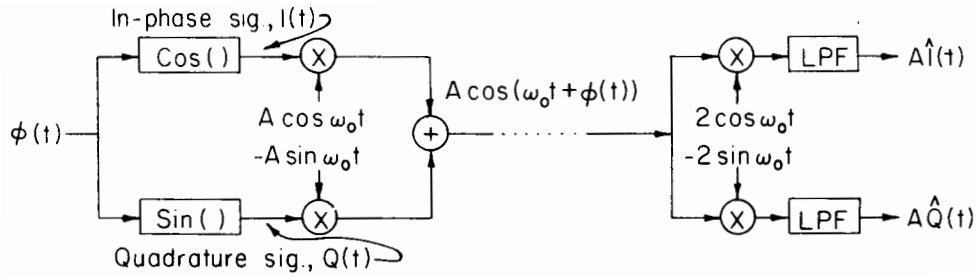 In-phase sig., I(t)
Cos()
X
A cos ω₀t
ϕ(t)
-A sin ω₀t
X
Sin()
Quadrature sig., Q(t)
+
A cos(ω₀t+ϕ(t))
X
LPF
AÎ(t)
2 cos ω₀t
-2 sin ω₀t
X
LPF
AQ̂(t)